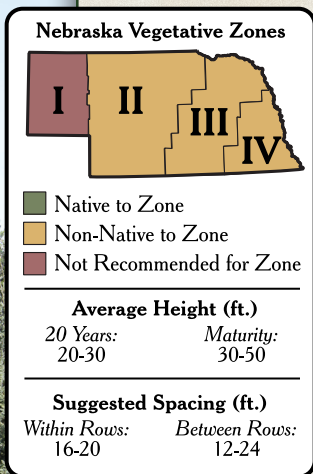 Nebraska Vegetative Zones
I II III IV
Native to Zone
Non-Native to Zone
Not Recommended for Zone
Average Height (ft.)
20 Years: Maturity:
20-30 30-50
Suggested Spacing (ft.)
Within Rows: Between Rows:
16-20 12-24